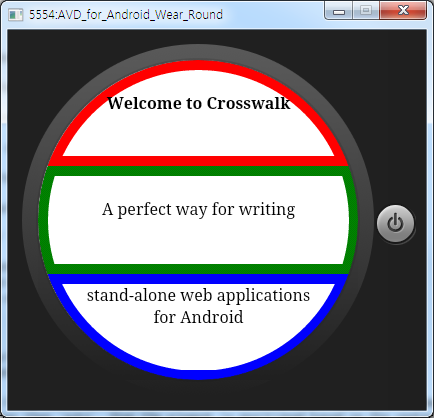 5554:AVD_for_Android_Wear_Round
Welcome to Crosswalk
A perfect way for writing
stand-alone web applications
for Android